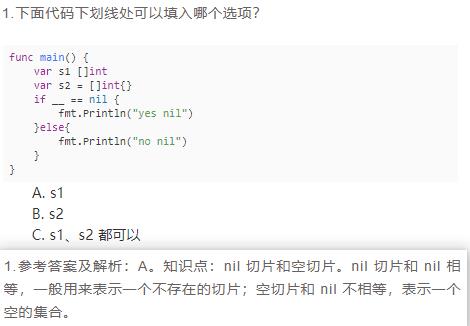 1.下面代码下划线处可以填入哪个选项？
func main() {
    var s1 []int
    var s2 = []int{}
    if __ == nil {
        fmt.Println("yes nil")
    }else{
        fmt.Println("no nil")
    }
}
A. s1
B. s2
C. s1、s2 都可以
1.参考答案及解析：A。知识点：nil 切片和空切片。nil 切片和 nil 相
等，一般用来表示一个不存在的切片；空切片和 nil 不相等，表示一个
空的集合。